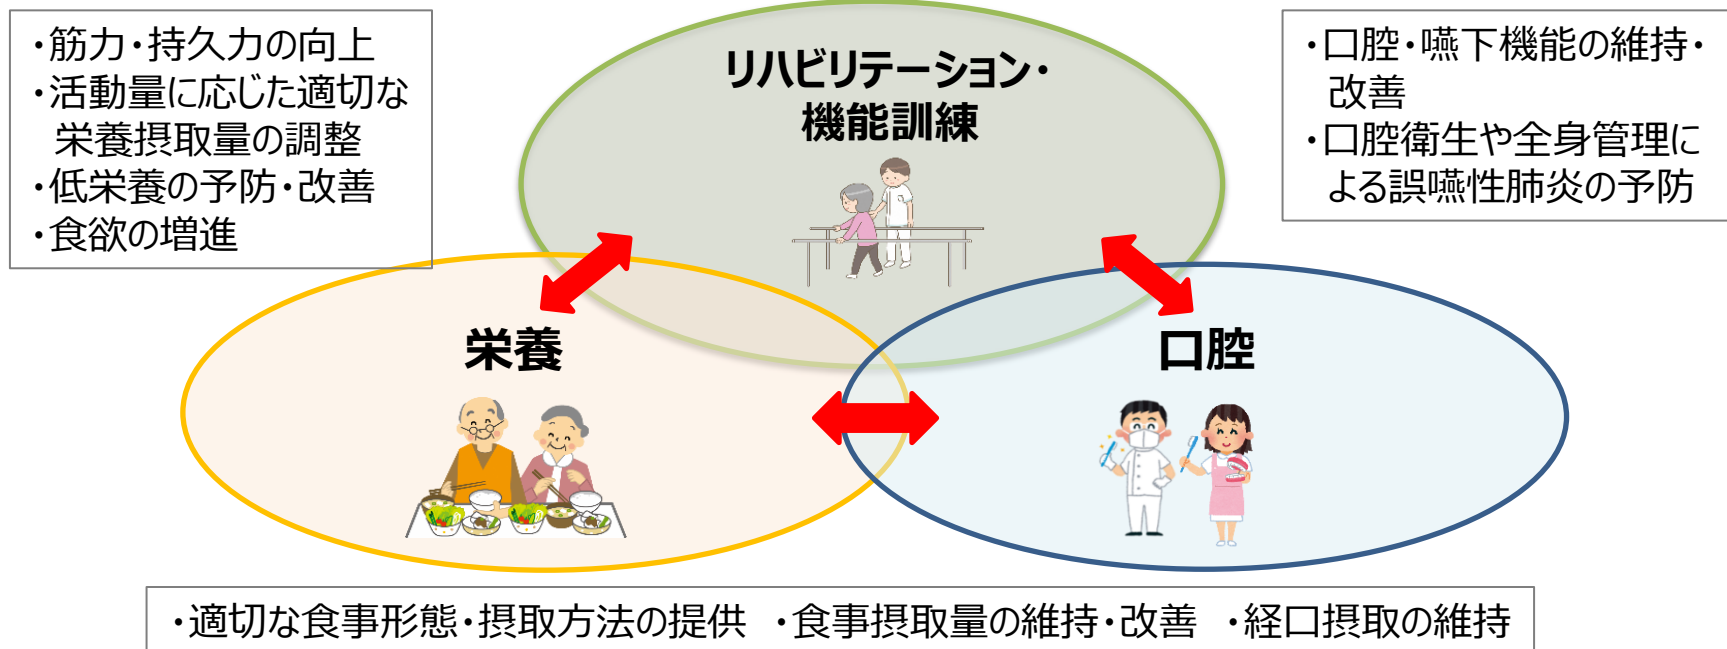 ・筋力・持久力の向上
・活動量に応じた適切な
栄養摂取量の調整
・低栄養の予防・改善
・食欲の増進
リハビリテーション・
機能訓練
・口腔・嚥下機能の維持・
改善
・口腔衛生や全身管理に
よる誤嚥性肺炎の予防
栄養
口腔
・適切な食事形態・摂取方法の提供 ・食事摂取量の維持・改善 ・経口摂取の維持